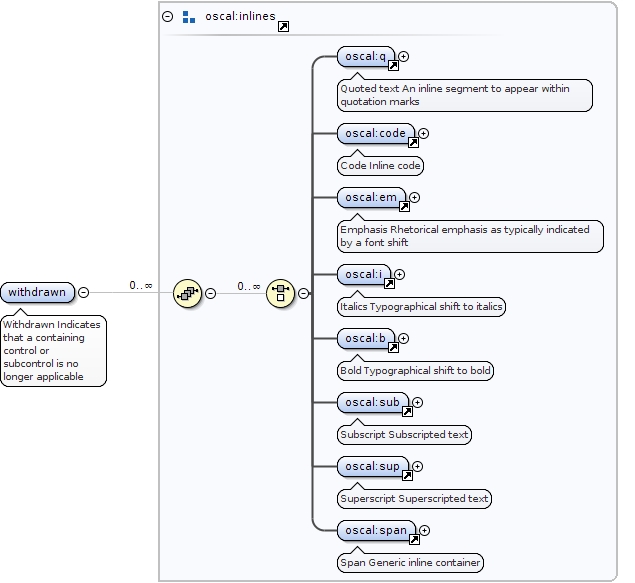 oscal:inlines
oscal:q
Quoted text An inline segment to appear within
quotation marks
oscal:code
Code Inline code
oscal:em
Emphasis Rhetorical emphasis as typically indicated
by a font shift
withdrawn
0..∞
0..∞
Withdrawn Indicates
that a containing
control or
subcontrol is no
longer applicable
oscal:i
Italics Typographical shift to italics
oscal:b
Bold Typographical shift to bold
oscal:sub
Subscript Subscripted text
oscal:sup
Superscript Superscripted text
oscal:span
Span Generic inline container